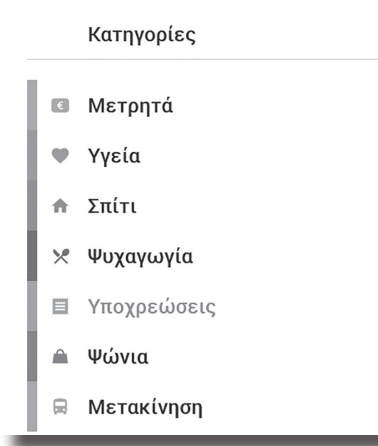 Κατηγορίες
Μετρητά
Υγεία
Σπίτι
Ψυχαγωγία
Υποχρεώσεις
Ψώνια
Μετακίνηση